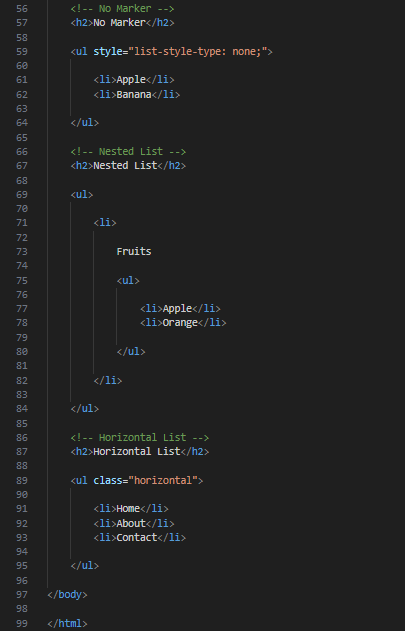 56 <!-- No Marker -->
57 <h2>No Marker</h2>
58
59 <ul style="list-style-type: none;">
60
61 <li>Apple</li>
62 <li>Banana</li>
63
64 </ul>
65
66 <!-- Nested List -->
67 <h2>Nested List</h2>
68
69 <ul>
70
71 <li>
72
73 Fruits
74
75 <ul>
76
77 <li>Apple</li>
78 <li>Orange</li>
79
80 </ul>
81
82 </li>
83
84 </ul>
85
86 <!-- Horizontal List -->
87 <h2>Horizontal List</h2>
88
89 <ul class="horizontal">
90
91 <li>Home</li>
92 <li>About</li>
93 <li>Contact</li>
94
95 </ul>
96
97 </body>
98
99 </html>